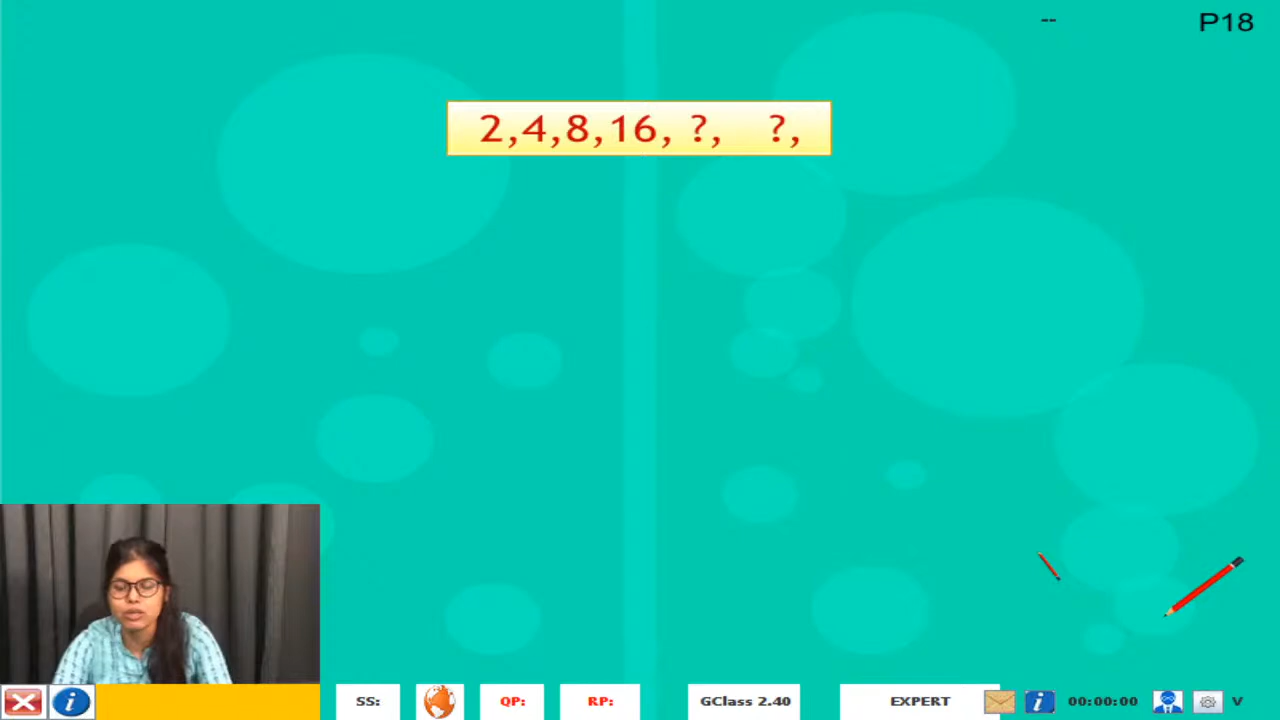 -- P18
2,4,8,16, ?, ?,
SS: QP: RP: GClass 2.40 EXPERT 00:00:00 V